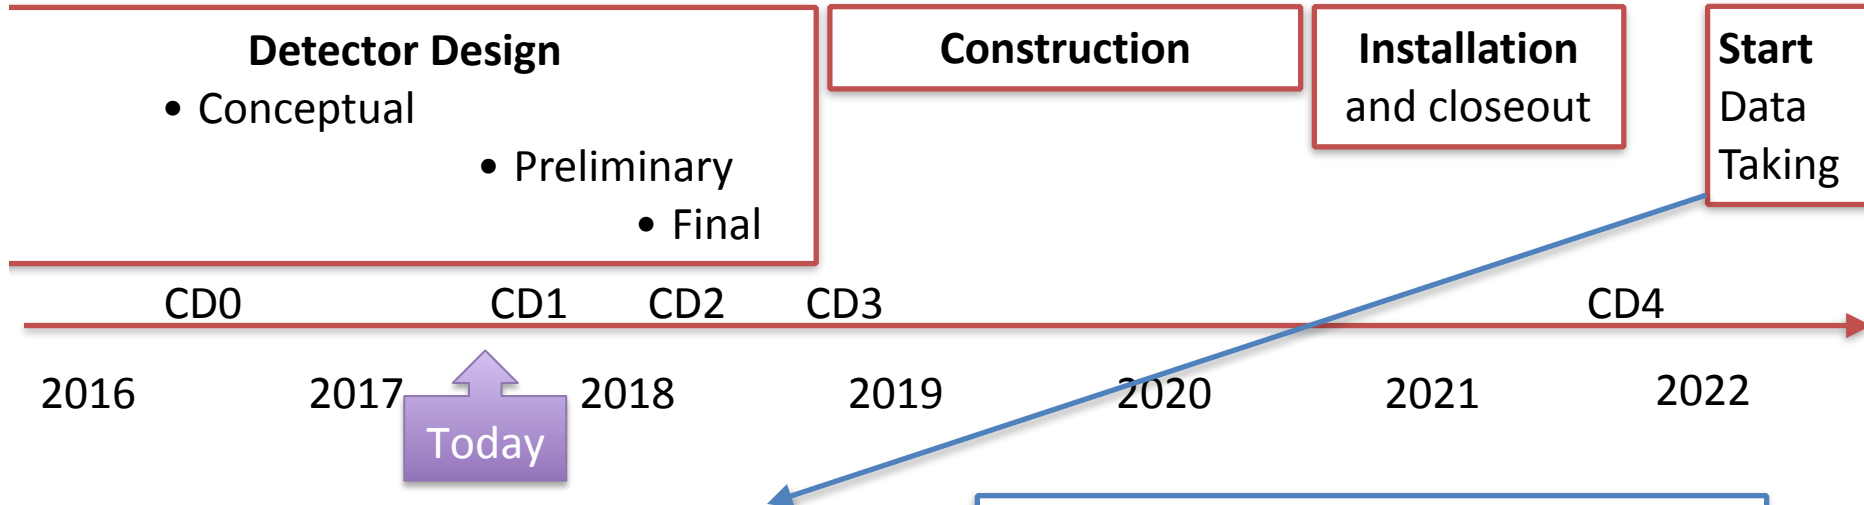 Detector Design
• Conceptual
• Preliminary
• Final
Construction
Installation
and closeout
Start
Data
Taking
CD0 CD1 CD2 CD3 CD4
2016 2017 2018 2019 2020 2021 2022
Today